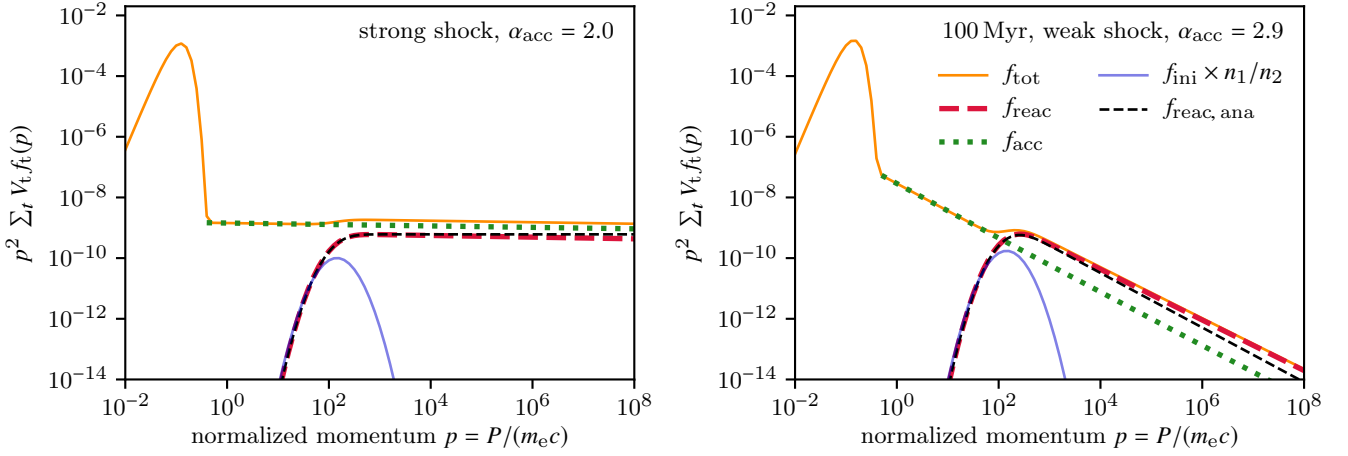 strong shock, αacc = 2.0
10⁻²
10⁻⁴
10⁻⁶
10⁻⁸
10⁻¹⁰
10⁻¹²
10⁻¹⁴
p² Σt Vt ft(p)
10⁻² 10⁰ 10² 10⁴ 10⁶ 10⁸
normalized momentum p = P/(mec)
100 Myr, weak shock, αacc = 2.9
ftot
freac
facc
fini × n1/n2
freac, ana
10⁻²
10⁻⁴
10⁻⁶
10⁻⁸
10⁻¹⁰
10⁻¹²
10⁻¹⁴
p² Σt Vt ft(p)
10⁻² 10⁰ 10² 10⁴ 10⁶ 10⁸
normalized momentum p = P/(mec)